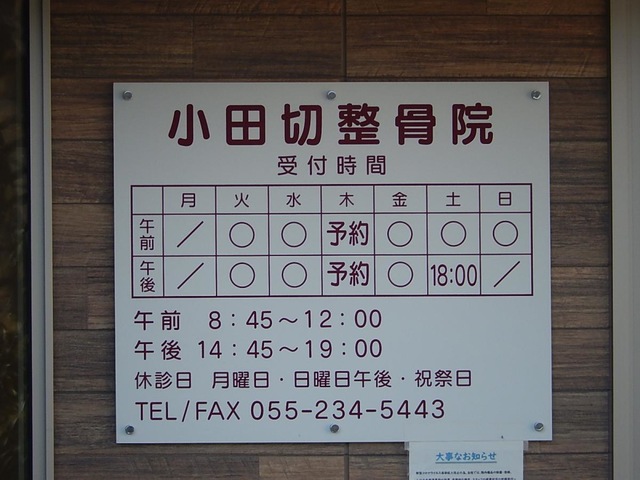 小田切整骨院
受付時間
月 火 水 木 金 土 日
午前 ／ ○ ○ 予約 ○ ○ ○
午後 ／ ○ ○ 予約 ○ 18:00 ／
午前 8：45～12：00
午後 14：45～19：00
休診日 月曜日・日曜日午後・祝祭日
TEL/FAX 055-234-5443
大事なお知らせ